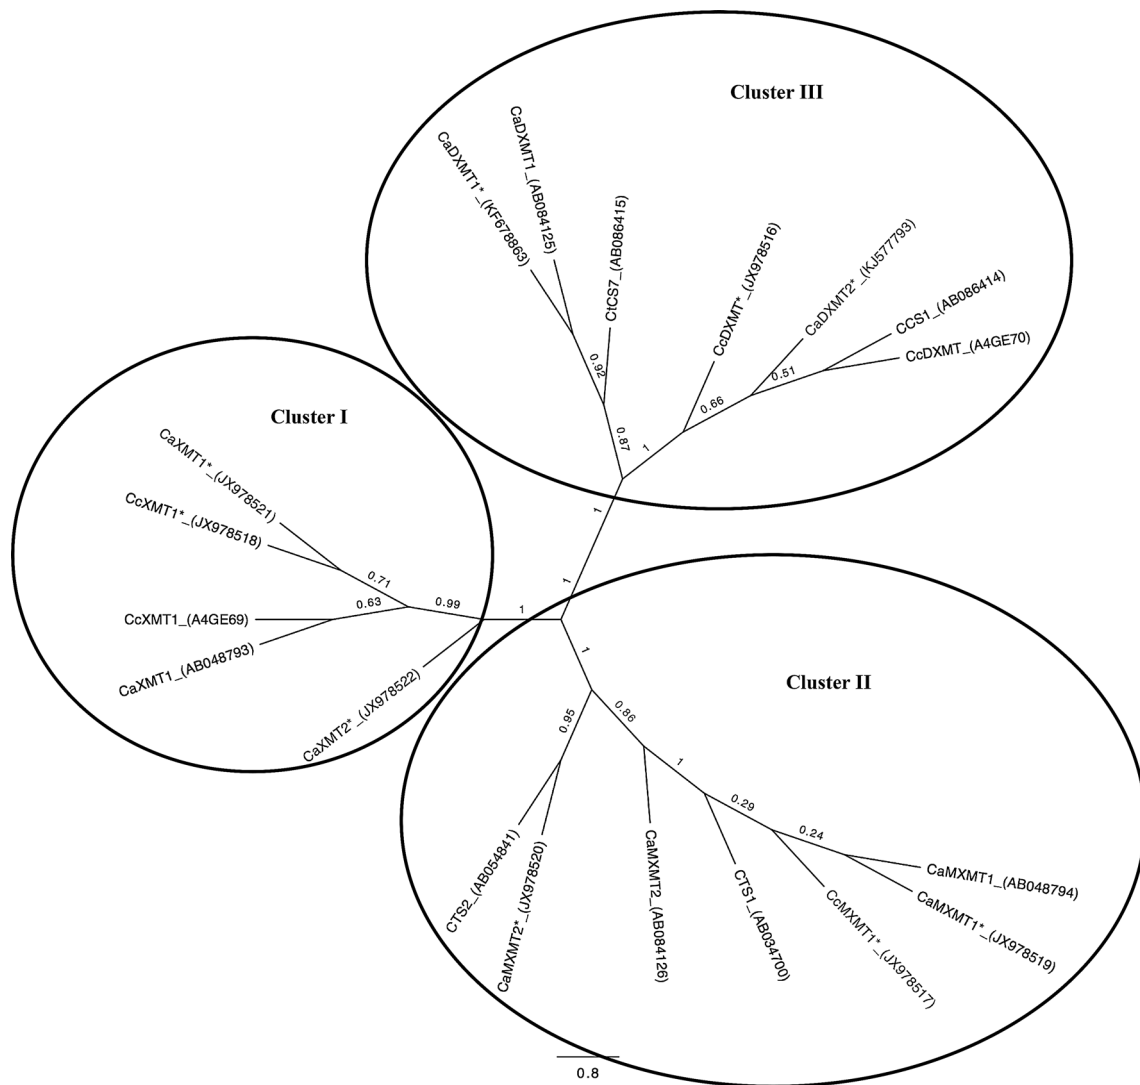 Cluster III
CaDXMT1*_(KF678863)
CaDXMT1_(AB084125)
CtCS7_(AB086415)
CcDXMT*_(JX978516)
CaDXMT2*_(KJ577793)
CCS1_(AB086414)
CcDXMT_(A4GE70)
0.92
0.87
1
0.66
0.51
1
1
Cluster I
CaXMT1*_(JX978521)
CcXMT1*_(JX978518)
CcXMT1_(A4GE69)
CaXMT1_(AB048793)
CaXMT2*_(JX978522)
0.71
0.63
0.99
1
Cluster II
1
0.95
0.86
1
0.29
0.24
CTS2_(AB054841)
CaMXMT2*_(JX978520)
CaMXMT2_(AB084126)
CTS1_(AB034700)
CcMXMT1*_(JX978517)
CaMXMT1*_(JX978519)
CaMXMT1_(AB048794)
0.8